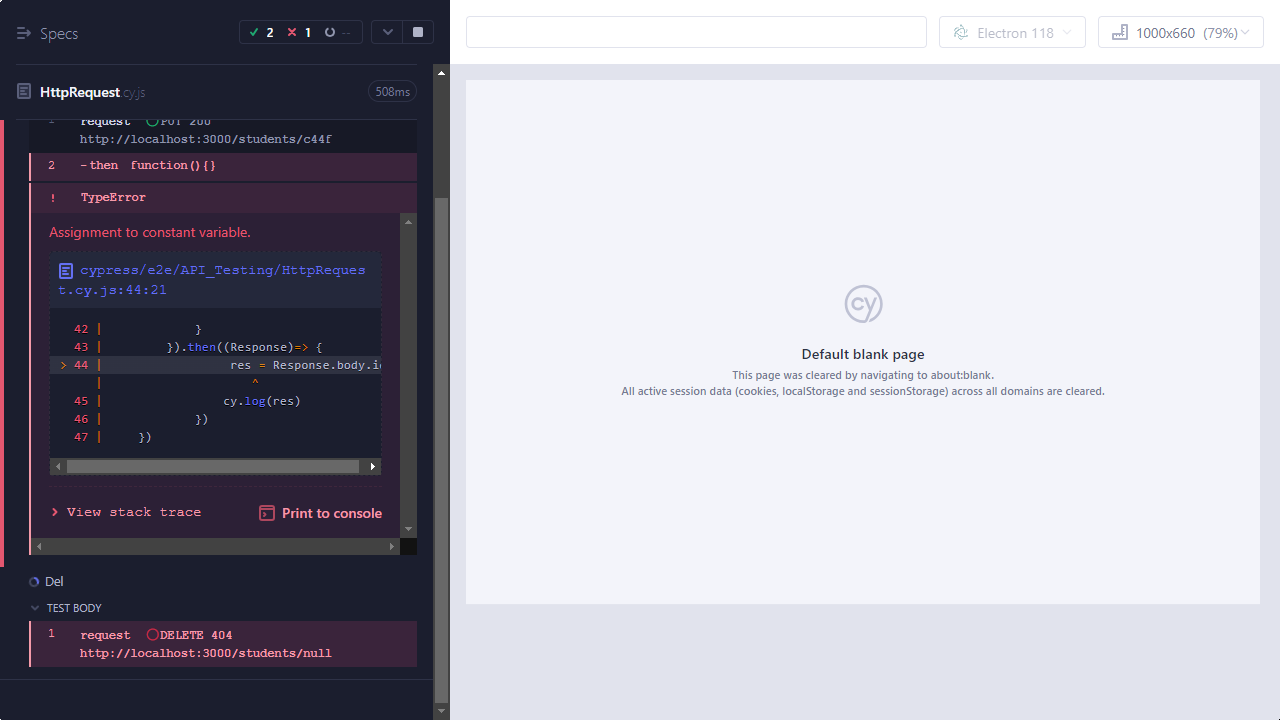 Specs
2
1
--
Electron 118
1000x660 (79%)
HttpRequest cy.js
508ms
1 request PUT 200
http://localhost:3000/students/c44f
2 -then function(){}
! TypeError
Assignment to constant variable.
cypress/e2e/API_Testing/HttpReques
t.cy.js:44:21
42 | }
43 | }).then((Response)=> {
> 44 | res = Response.body.id
| ^
45 | cy.log(res)
46 | })
47 | })
> View stack trace
Print to console
Del
TEST BODY
1 request DELETE 404
http://localhost:3000/students/null
cy
Default blank page
This page was cleared by navigating to about:blank.
All active session data (cookies, localStorage and sessionStorage) across all domains are cleared.